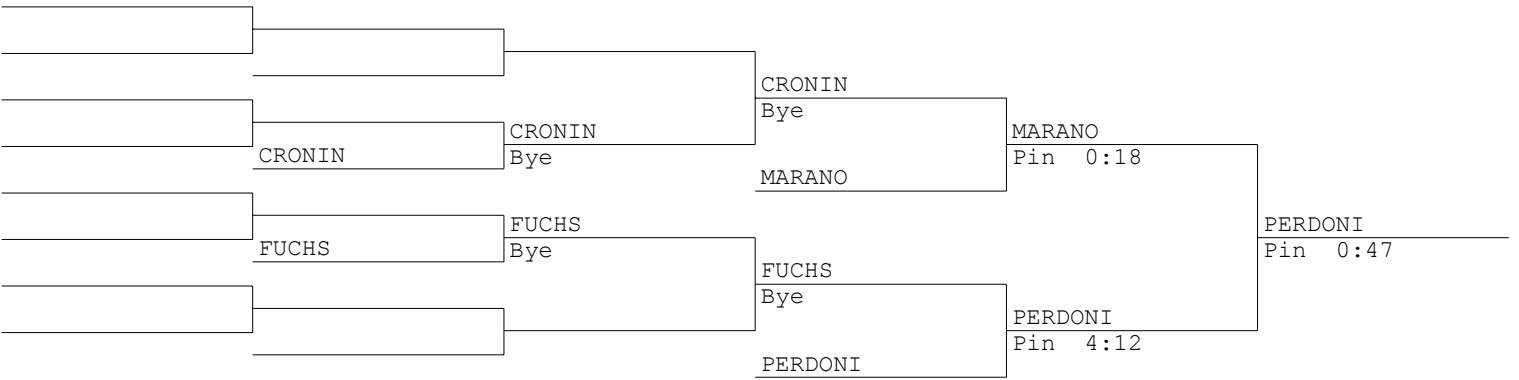 CRONIN
Bye
CRONIN
MARANO
Bye
CRONIN
Pin  0:18
MARANO
FUCHS
PERDONI
FUCHS
Bye
Pin  0:47
FUCHS
Bye
PERDONI
Pin  4:12
PERDONI